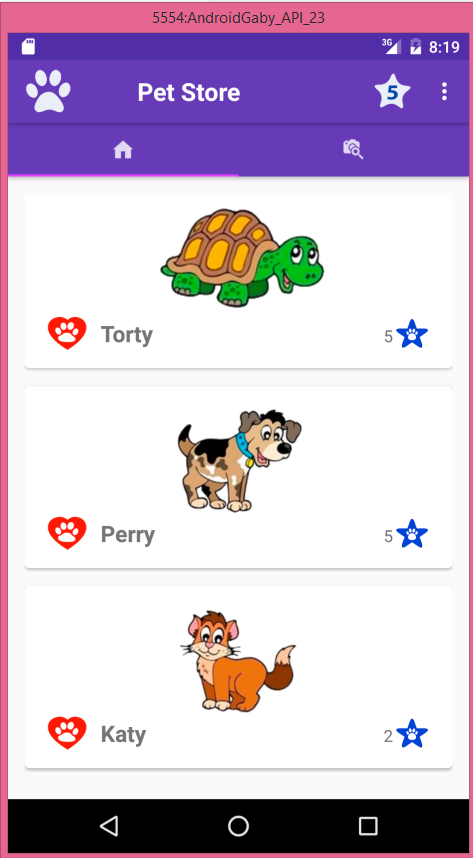 5554:AndroidGaby_API_23
3G 8:19
Pet Store 5
Torty 5
Perry 5
Katy 2